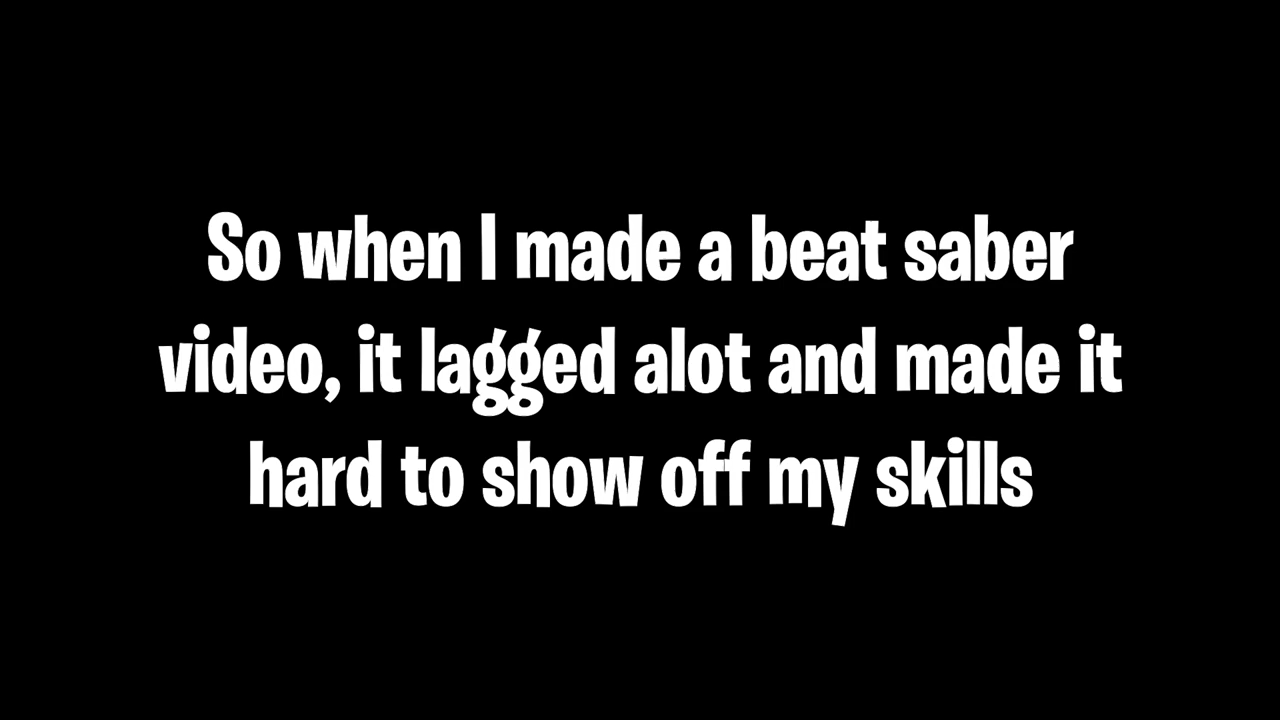 So when I made a beat saber
video, it lagged alot and made it
hard to show off my skills